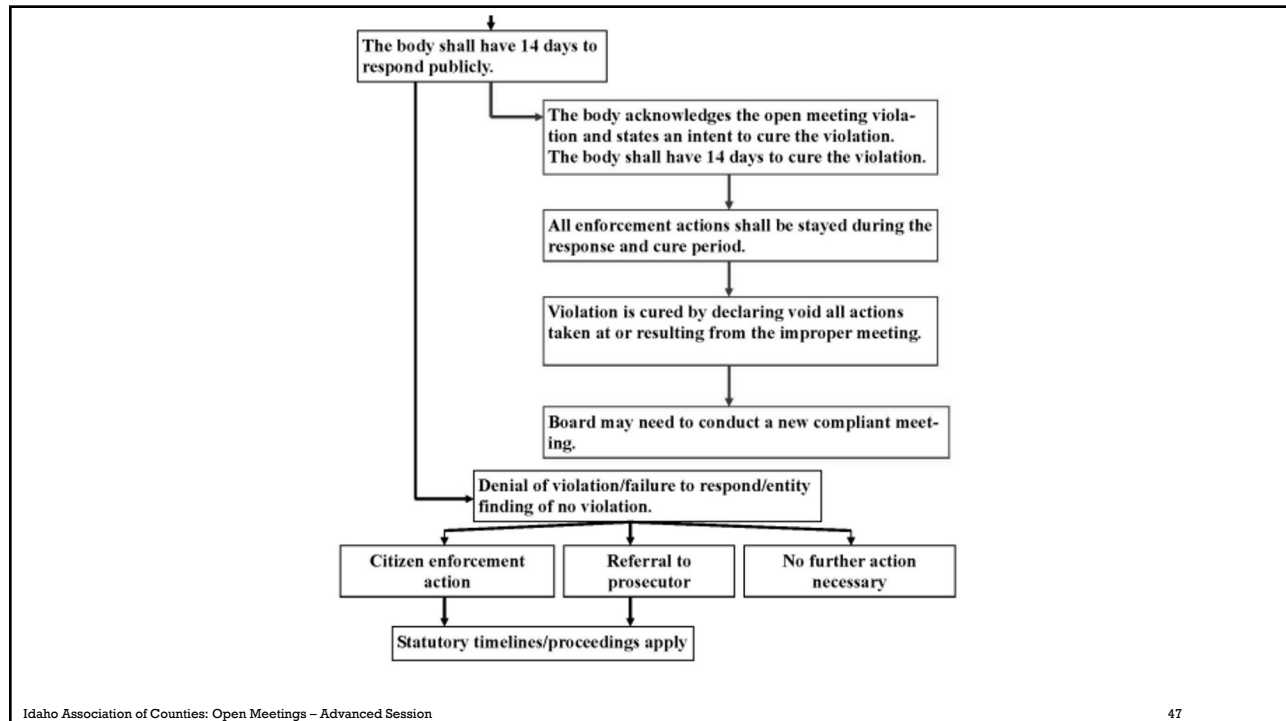 The body shall have 14 days to
respond publicly.
The body acknowledges the open meeting viola-
tion and states an intent to cure the violation.
The body shall have 14 days to cure the violation.
All enforcement actions shall be stayed during the
response and cure period.
Violation is cured by declaring void all actions
taken at or resulting from the improper meeting.
Board may need to conduct a new compliant meet-
ing.
Denial of violation/failure to respond/entity
finding of no violation.
Citizen enforcement
action
Referral to
prosecutor
No further action
necessary
Statutory timelines/proceedings apply
Idaho Association of Counties: Open Meetings – Advanced Session
47